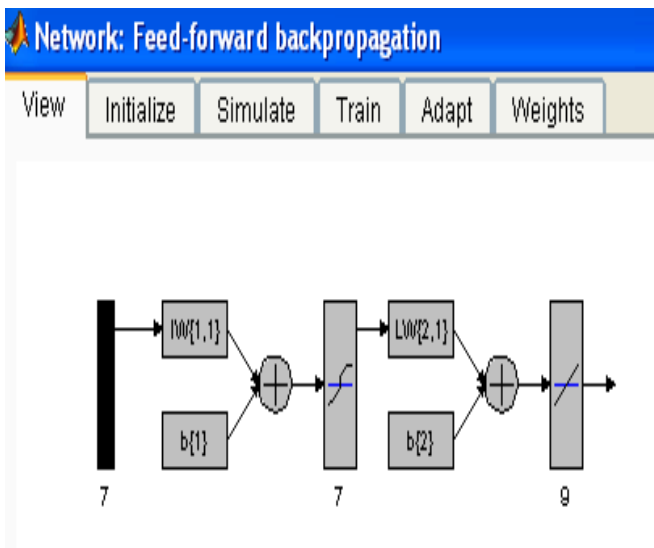 Network: Feed-forward backpropagation
View Initialize Simulate Train Adapt Weights
IW{1,1} LW{2,1}
b{1} b{2}
7 7 9